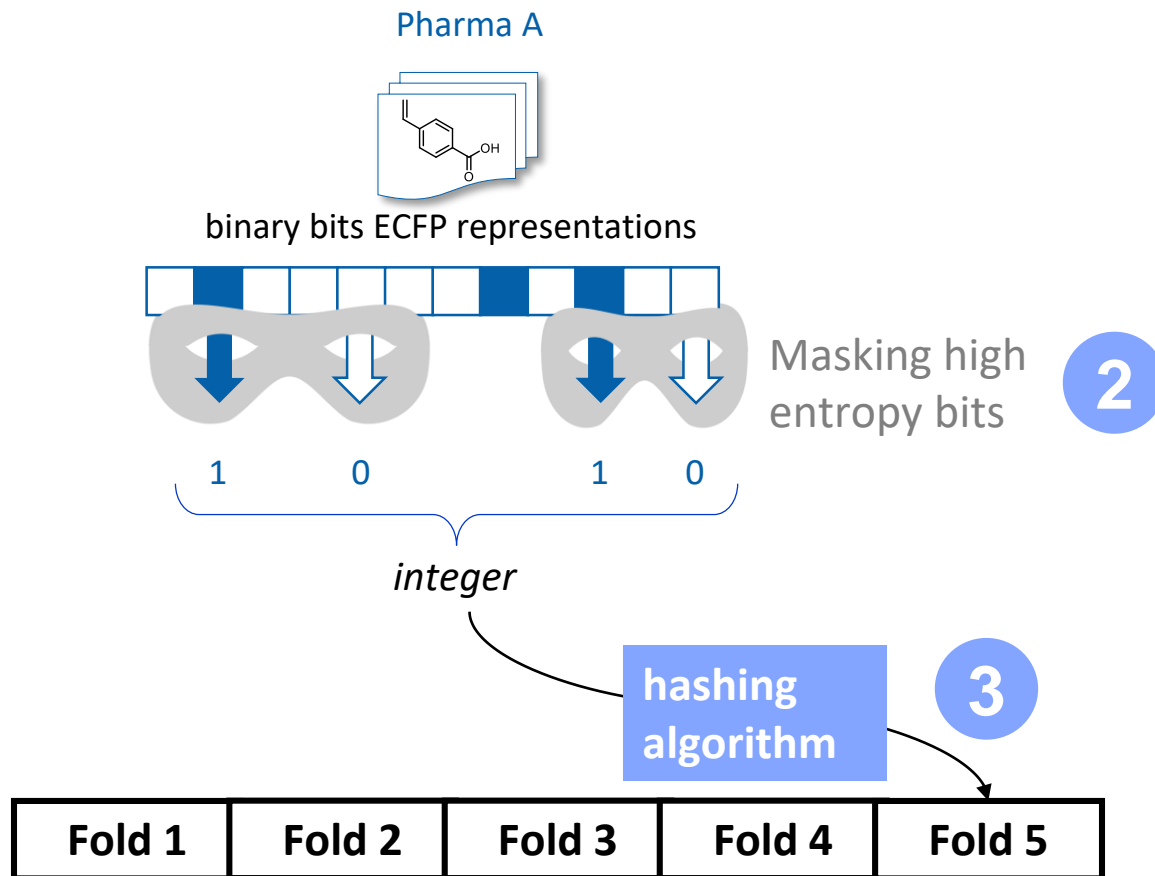 Pharma A
OH
O
binary bits ECFP representations
Masking high
entropy bits
2
1 0 1 0
integer
hashing
algorithm
3
Fold 1 Fold 2 Fold 3 Fold 4 Fold 5